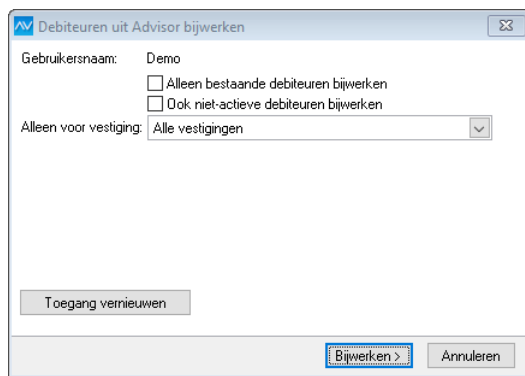 Debiteuren uit Advisor bijwerken
Gebruikersnaam: Demo
Alleen bestaande debiteuren bijwerken
Ook niet-actieve debiteuren bijwerken
Alleen voor vestiging: Alle vestigingen
Toegang vernieuwen
Bijwerken > Annuleren